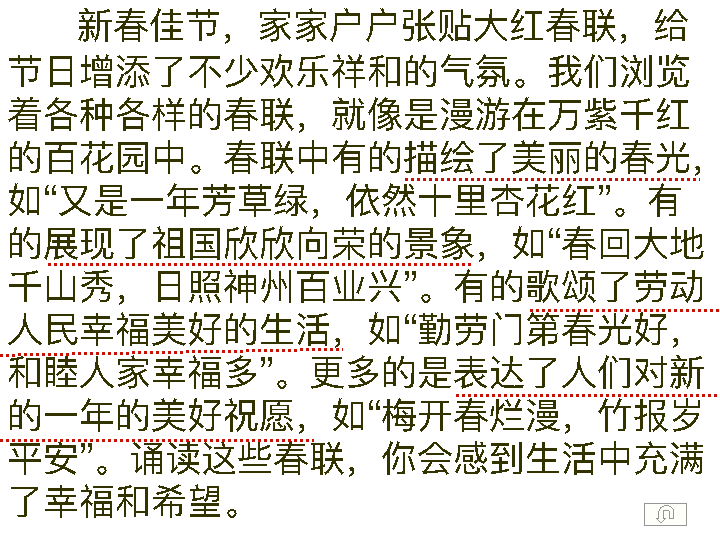 新春佳节，家家户户张贴大红春联，给
节日增添了不少欢乐祥和的气氛。我们浏览
着各种各样的春联，就像是漫游在万紫千红
的百花园中。春联中有的描绘了美丽的春光，
如“又是一年芳草绿，依然十里杏花红”。有
的展现了祖国欣欣向荣的景象，如“春回大地
千山秀，日照神州百业兴”。有的歌颂了劳动
人民幸福美好的生活，如“勤劳门第春光好，
和睦人家幸福多”。更多的是表达了人们对新
的一年的美好祝愿，如“梅开春烂漫，竹报岁
平安”。诵读这些春联，你会感到生活中充满
了幸福和希望。